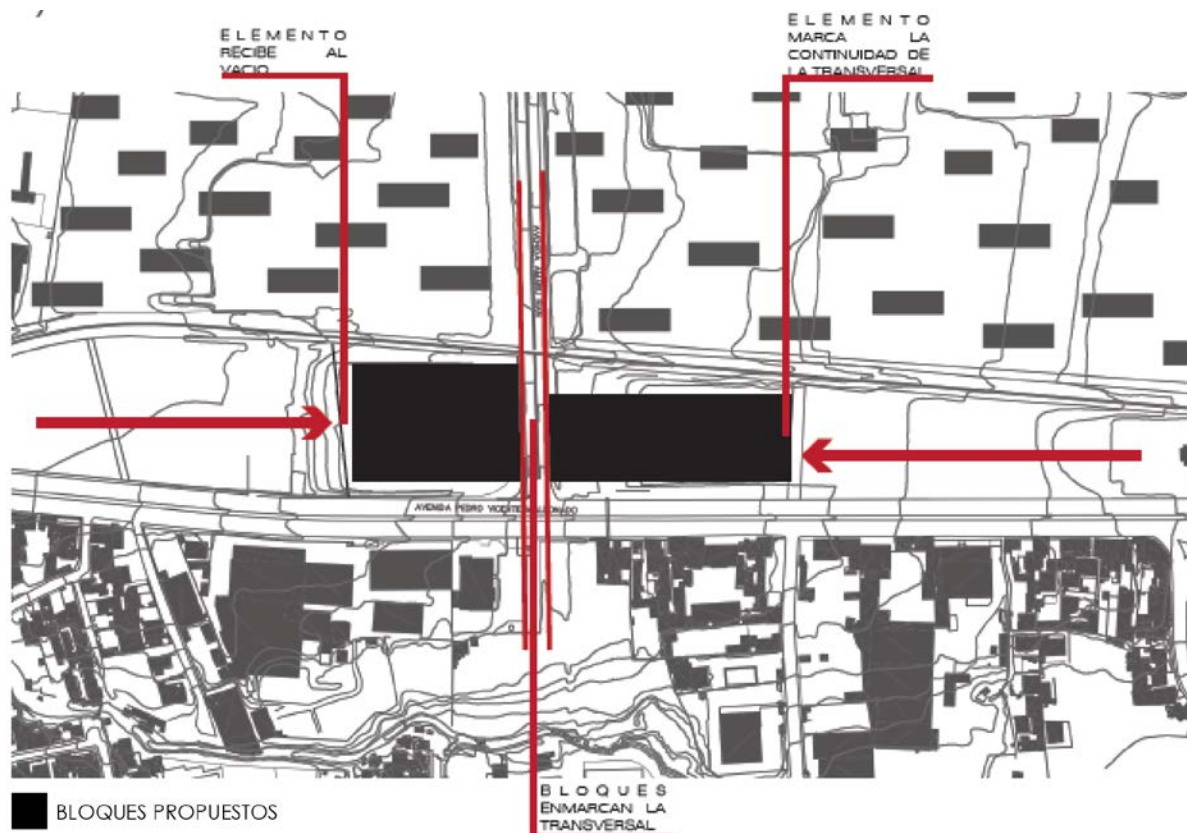 ELEMENTO
RECIBE AL
VACIO
ELEMENTO
MARCA LA
CONTINUIDAD DE
LA TRANSVERSAL
AVENIDA
AVENIDA PEDRO VICENTE
BLOQUES PROPUESTOS
BLOQUES
ENMARCAN LA
TRANSVERSAL